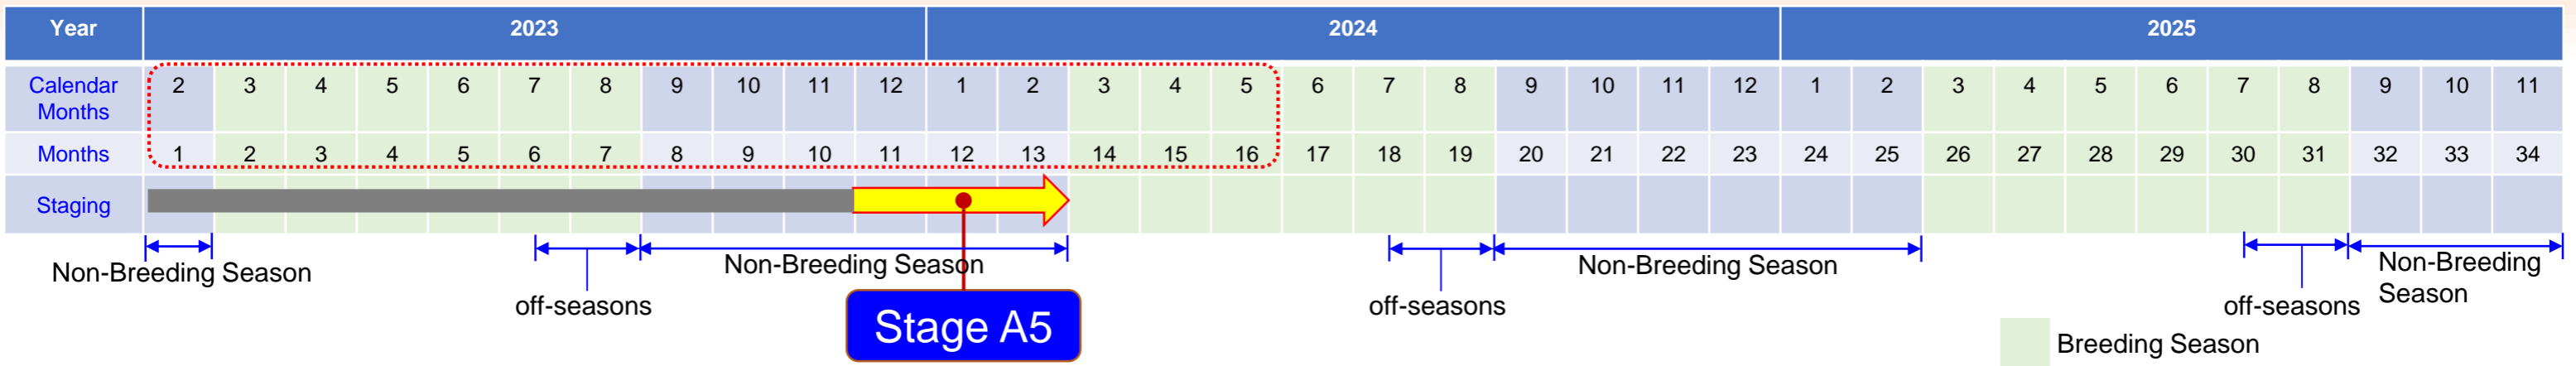 Year 2023 2024 2025
Calendar Months 2 3 4 5 6 7 8 9 10 11 12 1 2 3 4 5 6 7 8 9 10 11 12 1 2 3 4 5 6 7 8 9 10 11
Months 1 2 3 4 5 6 7 8 9 10 11 12 13 14 15 16 17 18 19 20 21 22 23 24 25 26 27 28 29 30 31 32 33 34
Staging
Non-Breeding Season
off-seasons
Non-Breeding Season
off-seasons
Non-Breeding Season
off-seasons
Non-Breeding
Season
Stage A5
Breeding Season